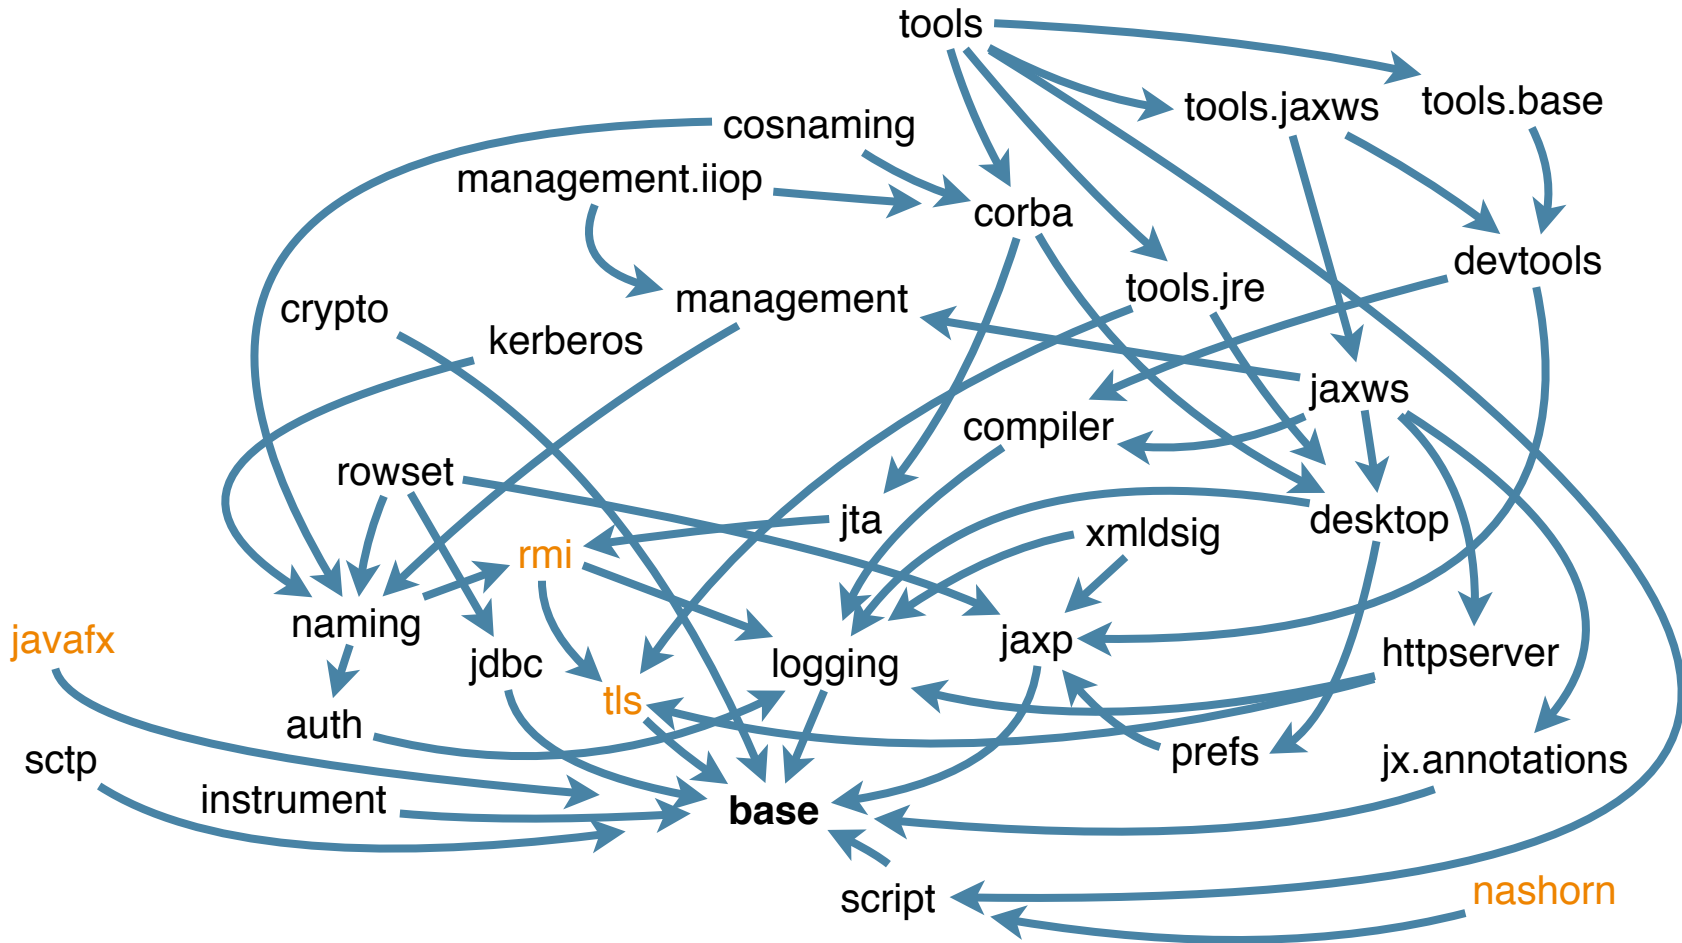 tools
tools.base
tools.jaxws
cosnaming
management.iiop
corba
devtools
tools.jre
management
crypto
kerberos
jaxws
compiler
rowset
jta
desktop
xmldsig
rmi
naming
javafx
jaxp
httpserver
jdbc
logging
tls
auth
prefs
sctp
jx.annotations
instrument
base
script
nashorn